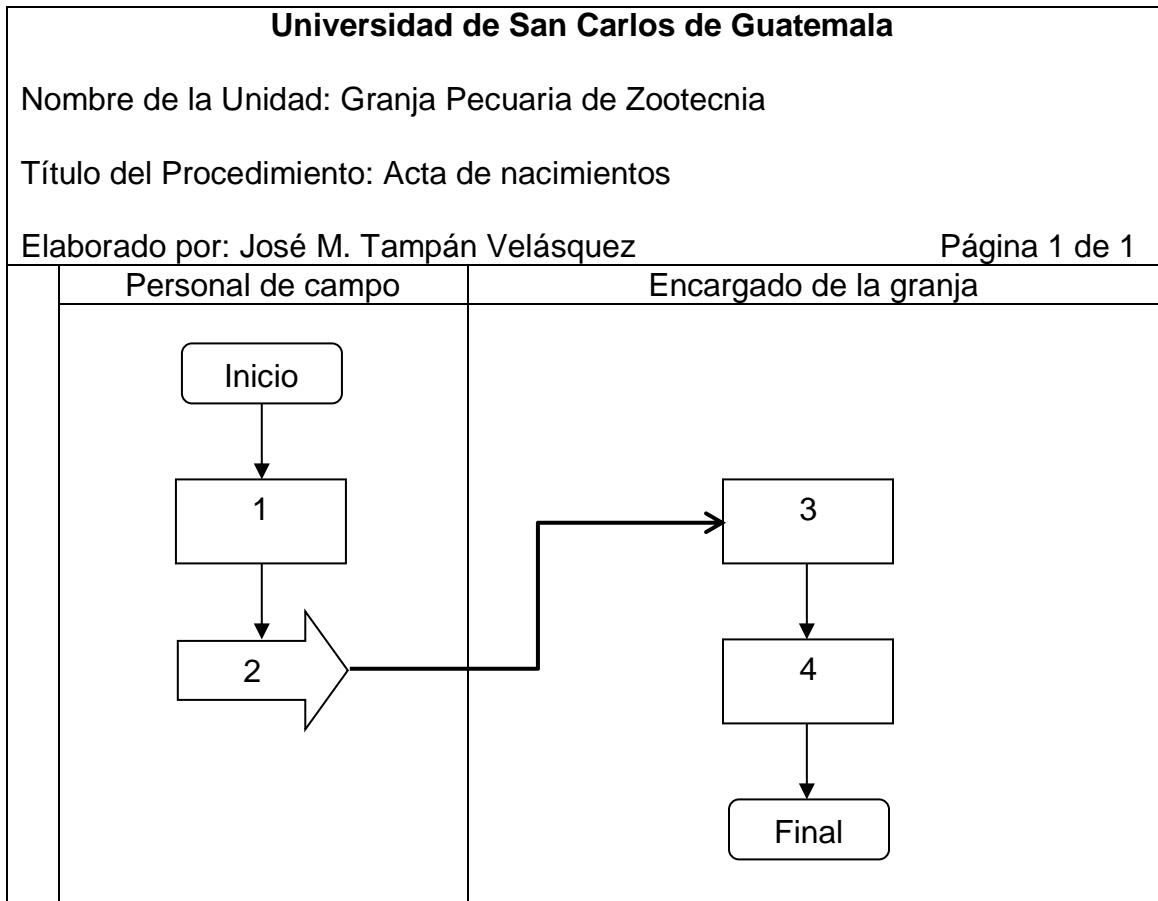 Universidad de San Carlos de Guatemala
Nombre de la Unidad: Granja Pecuaria de Zootecnia
Título del Procedimiento: Acta de nacimientos
Elaborado por: José M. Tampán Velásquez Página 1 de 1
Personal de campo Encargado de la granja
Inicio
1
2
3
4
Final